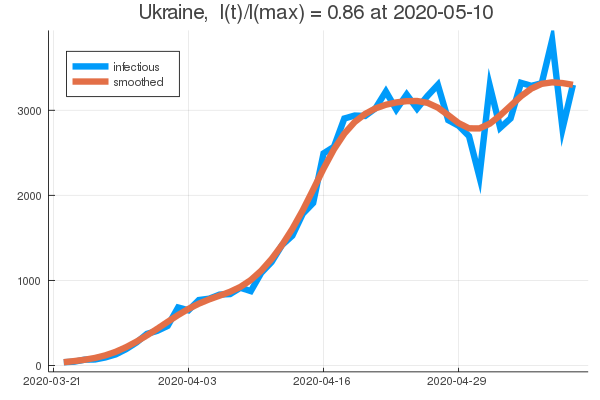 Ukraine,  I(t)/I(max) = 0.86 at 2020-05-10
infectious
smoothed
3000
2000
1000
0
2020-03-21 2020-04-03 2020-04-16 2020-04-29